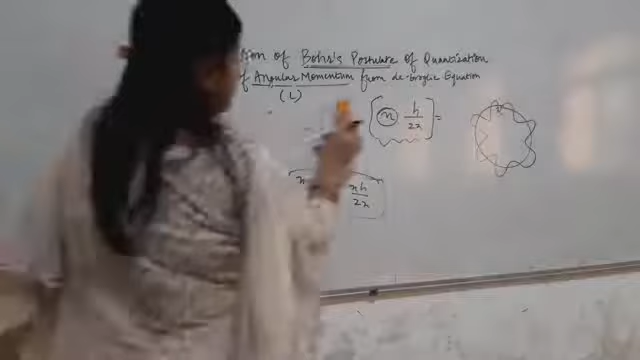 of Bohr's Postulate of Quantization
of Angular Momentum from de-broglie Equation
(L)
[n h/2π] =
nh/2π